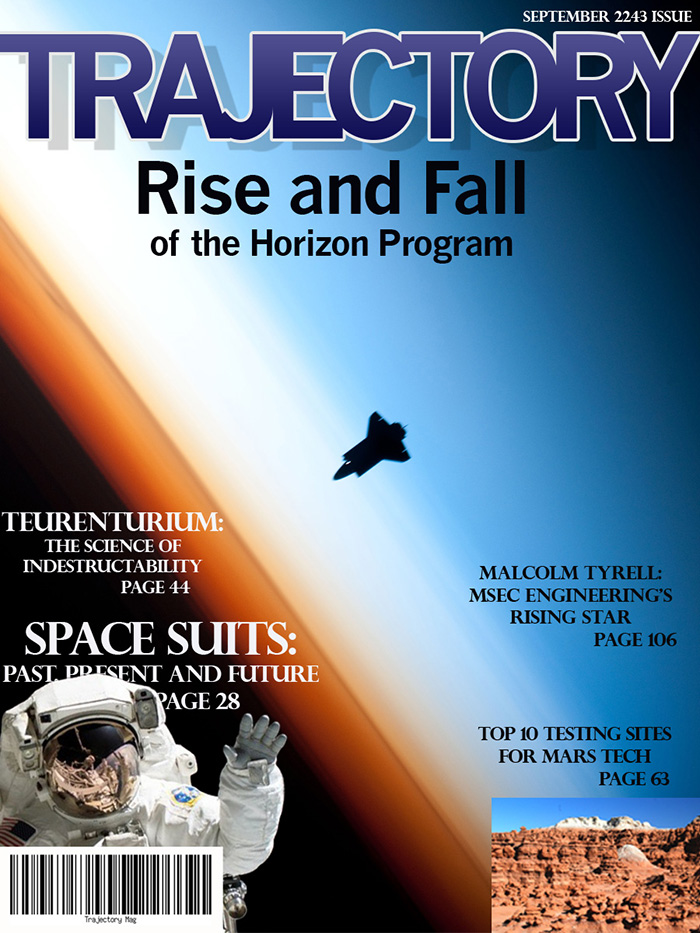 SEPTEMBER 2243 ISSUE
TRAJECTORY
Rise and Fall
of the Horizon Program
TEURENTURIUM:
THE SCIENCE OF
INDESTRUCTABILITY
PAGE 44
SPACE SUITS:
PAST, PRESENT AND FUTURE
PAGE 28
MALCOLM TYRELL:
MSEC ENGINEERING'S
RISING STAR
PAGE 106
TOP 10 TESTING SITES
FOR MARS TECH
PAGE 63
Trajectory Mag